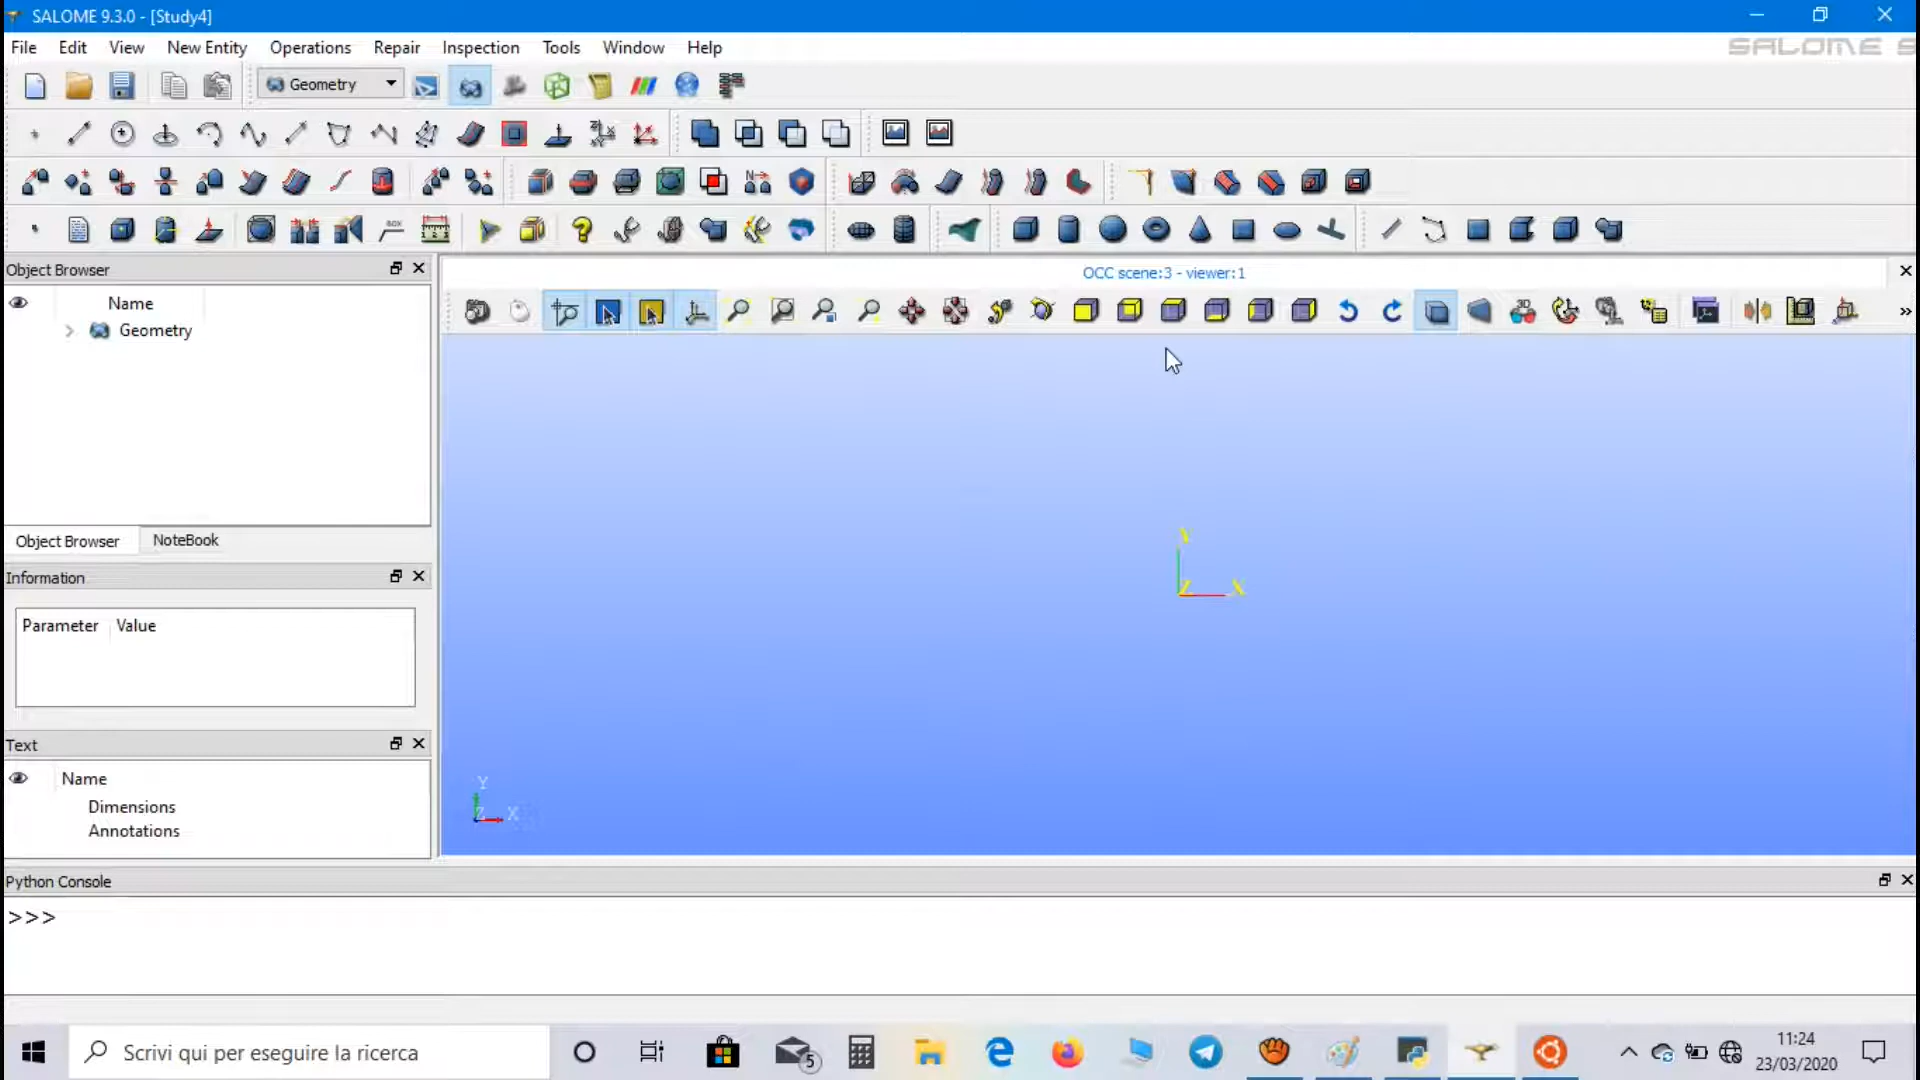 SALOME 9.3.0 - [Study4]
File Edit View New Entity Operations Repair Inspection Tools Window Help
SALOME
Geometry
Object Browser
OCC scene:3 - viewer:1
Name
Geometry
3D
Object Browser NoteBook
Information
Parameter Value
Text
Name
Dimensions
Annotations
Y
Z X
Y
Z X
Python Console
>>>
Scrivi qui per eseguire la ricerca
5
11:24
23/03/2020